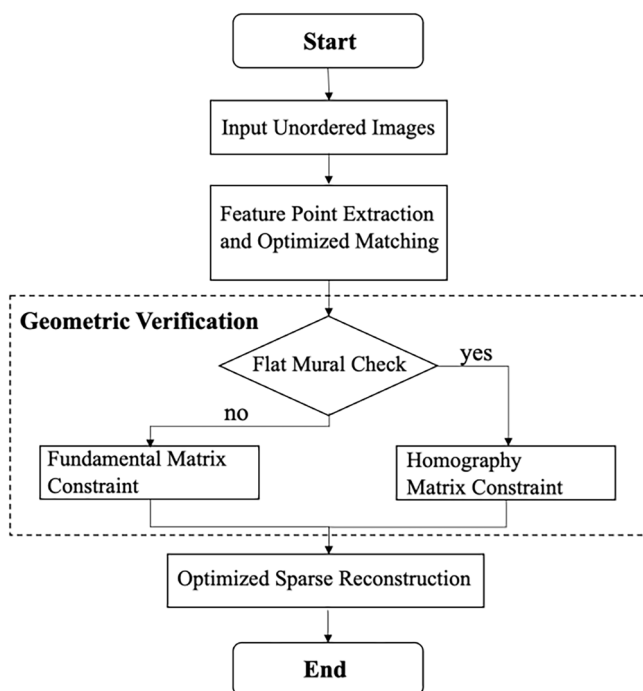 Start
Input Unordered Images
Feature Point Extraction
and Optimized Matching
Geometric Verification
Flat Mural Check
yes
no
Fundamental Matrix
Constraint
Homography
Matrix Constraint
Optimized Sparse Reconstruction
End